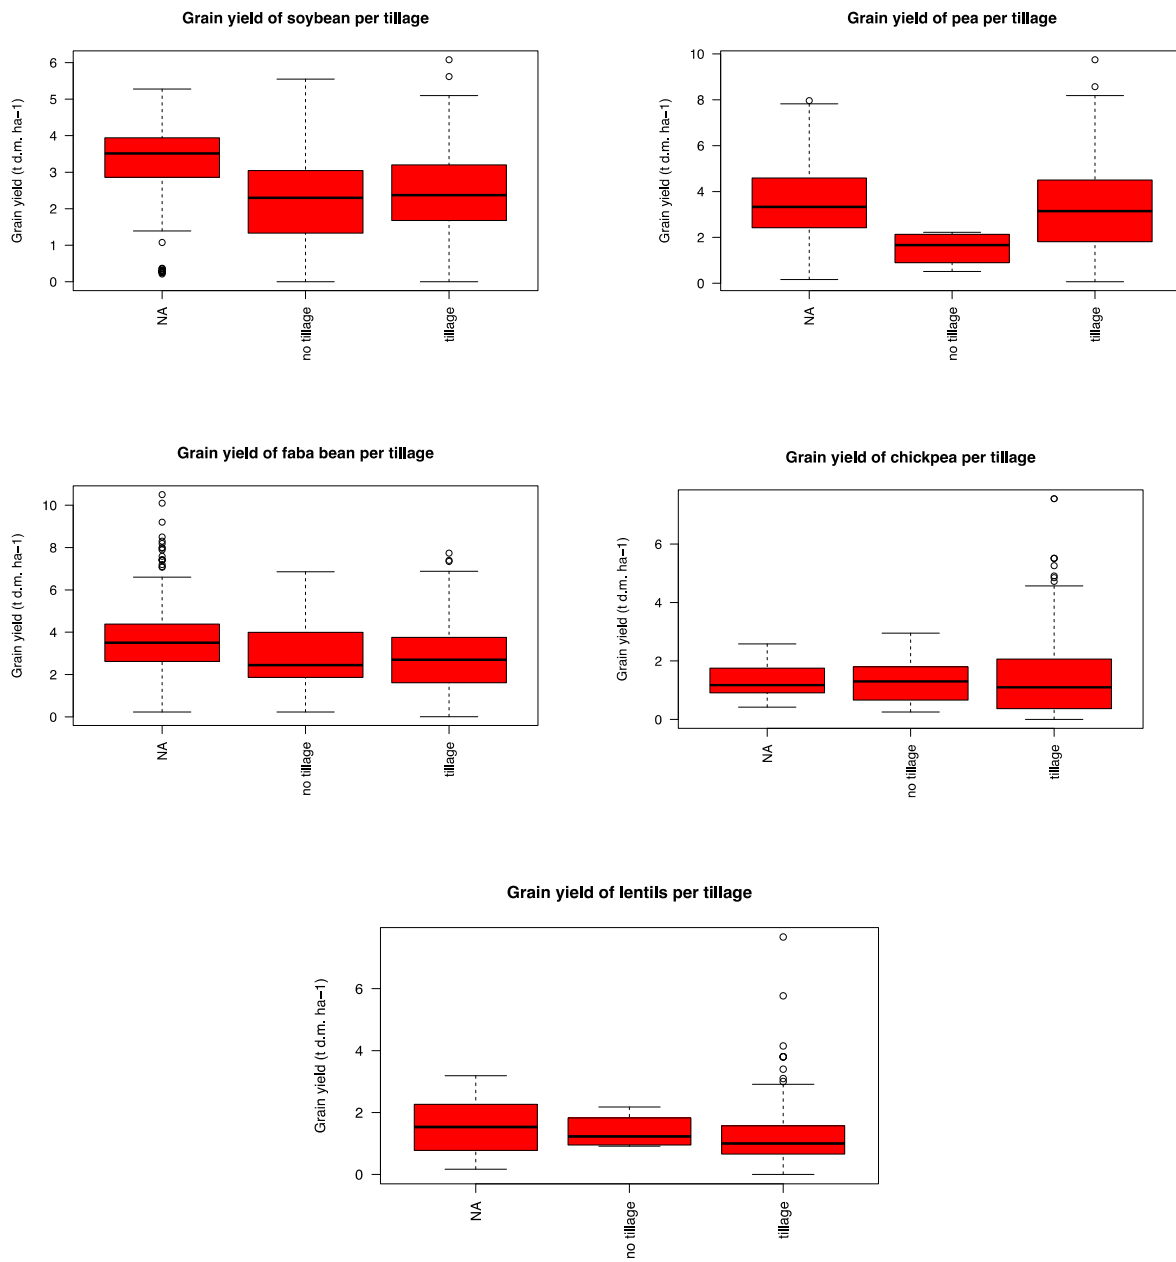 Grain yield of soybean per tillage
Grain yield (t d.m. ha−1)
6
5
4
3
2
1
0
NA
no tillage
tillage
Grain yield of pea per tillage
Grain yield (t d.m. ha−1)
10
8
6
4
2
0
NA
no tillage
tillage
Grain yield of faba bean per tillage
Grain yield (t d.m. ha−1)
10
8
6
4
2
0
NA
no tillage
tillage
Grain yield of chickpea per tillage
Grain yield (t d.m. ha−1)
6
4
2
0
NA
no tillage
tillage
Grain yield of lentils per tillage
Grain yield (t d.m. ha−1)
6
4
2
0
NA
no tillage
tillage